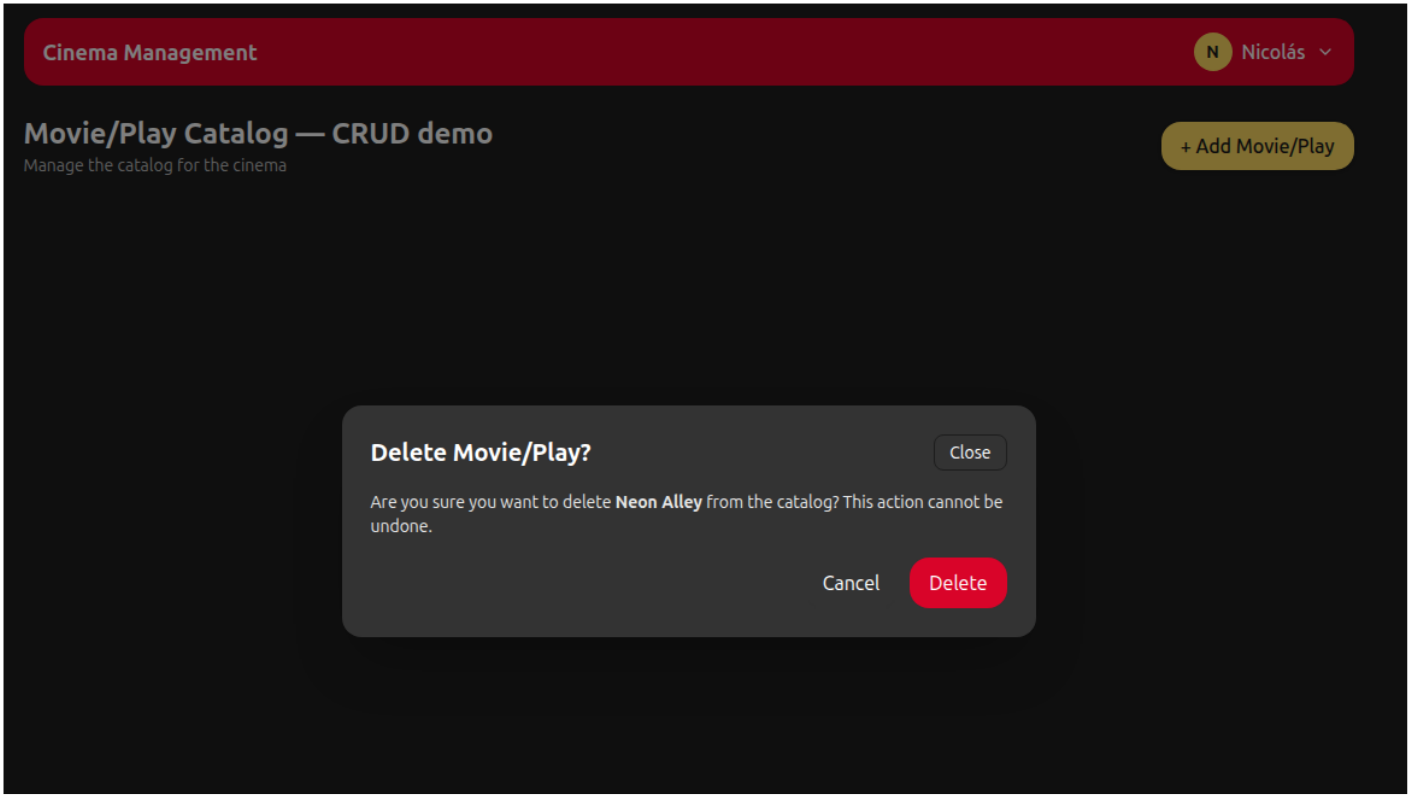 Cinema Management
N Nicolás
Movie/Play Catalog — CRUD demo
Manage the catalog for the cinema
+ Add Movie/Play
Delete Movie/Play?
Close
Are you sure you want to delete Neon Alley from the catalog? This action cannot be
undone.
Cancel
Delete